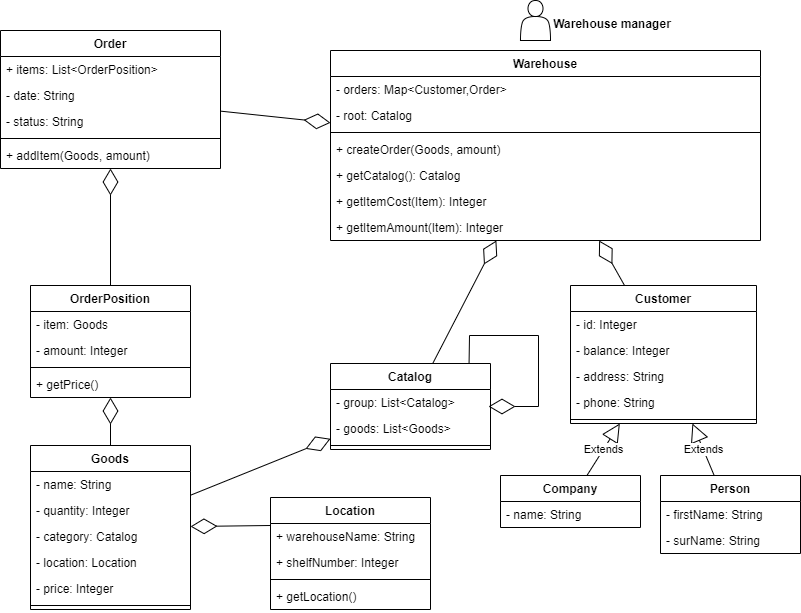 Warehouse manager
Order
+ items: List<OrderPosition>
- date: String
- status: String
+ addItem(Goods, amount)
Warehouse
- orders: Map<Customer,Order>
- root: Catalog
+ createOrder(Goods, amount)
+ getCatalog(): Catalog
+ getItemCost(Item): Integer
+ getItemAmount(Item): Integer
OrderPosition
- item: Goods
- amount: Integer
+ getPrice()
Customer
- id: Integer
- balance: Integer
- address: String
- phone: String
Catalog
- group: List<Catalog>
- goods: List<Goods>
Extends
Extends
Goods
- name: String
- quantity: Integer
- category: Catalog
- location: Location
- price: Integer
Location
+ warehouseName: String
+ shelfNumber: Integer
+ getLocation()
Company
- name: String
Person
- firstName: String
- surName: String